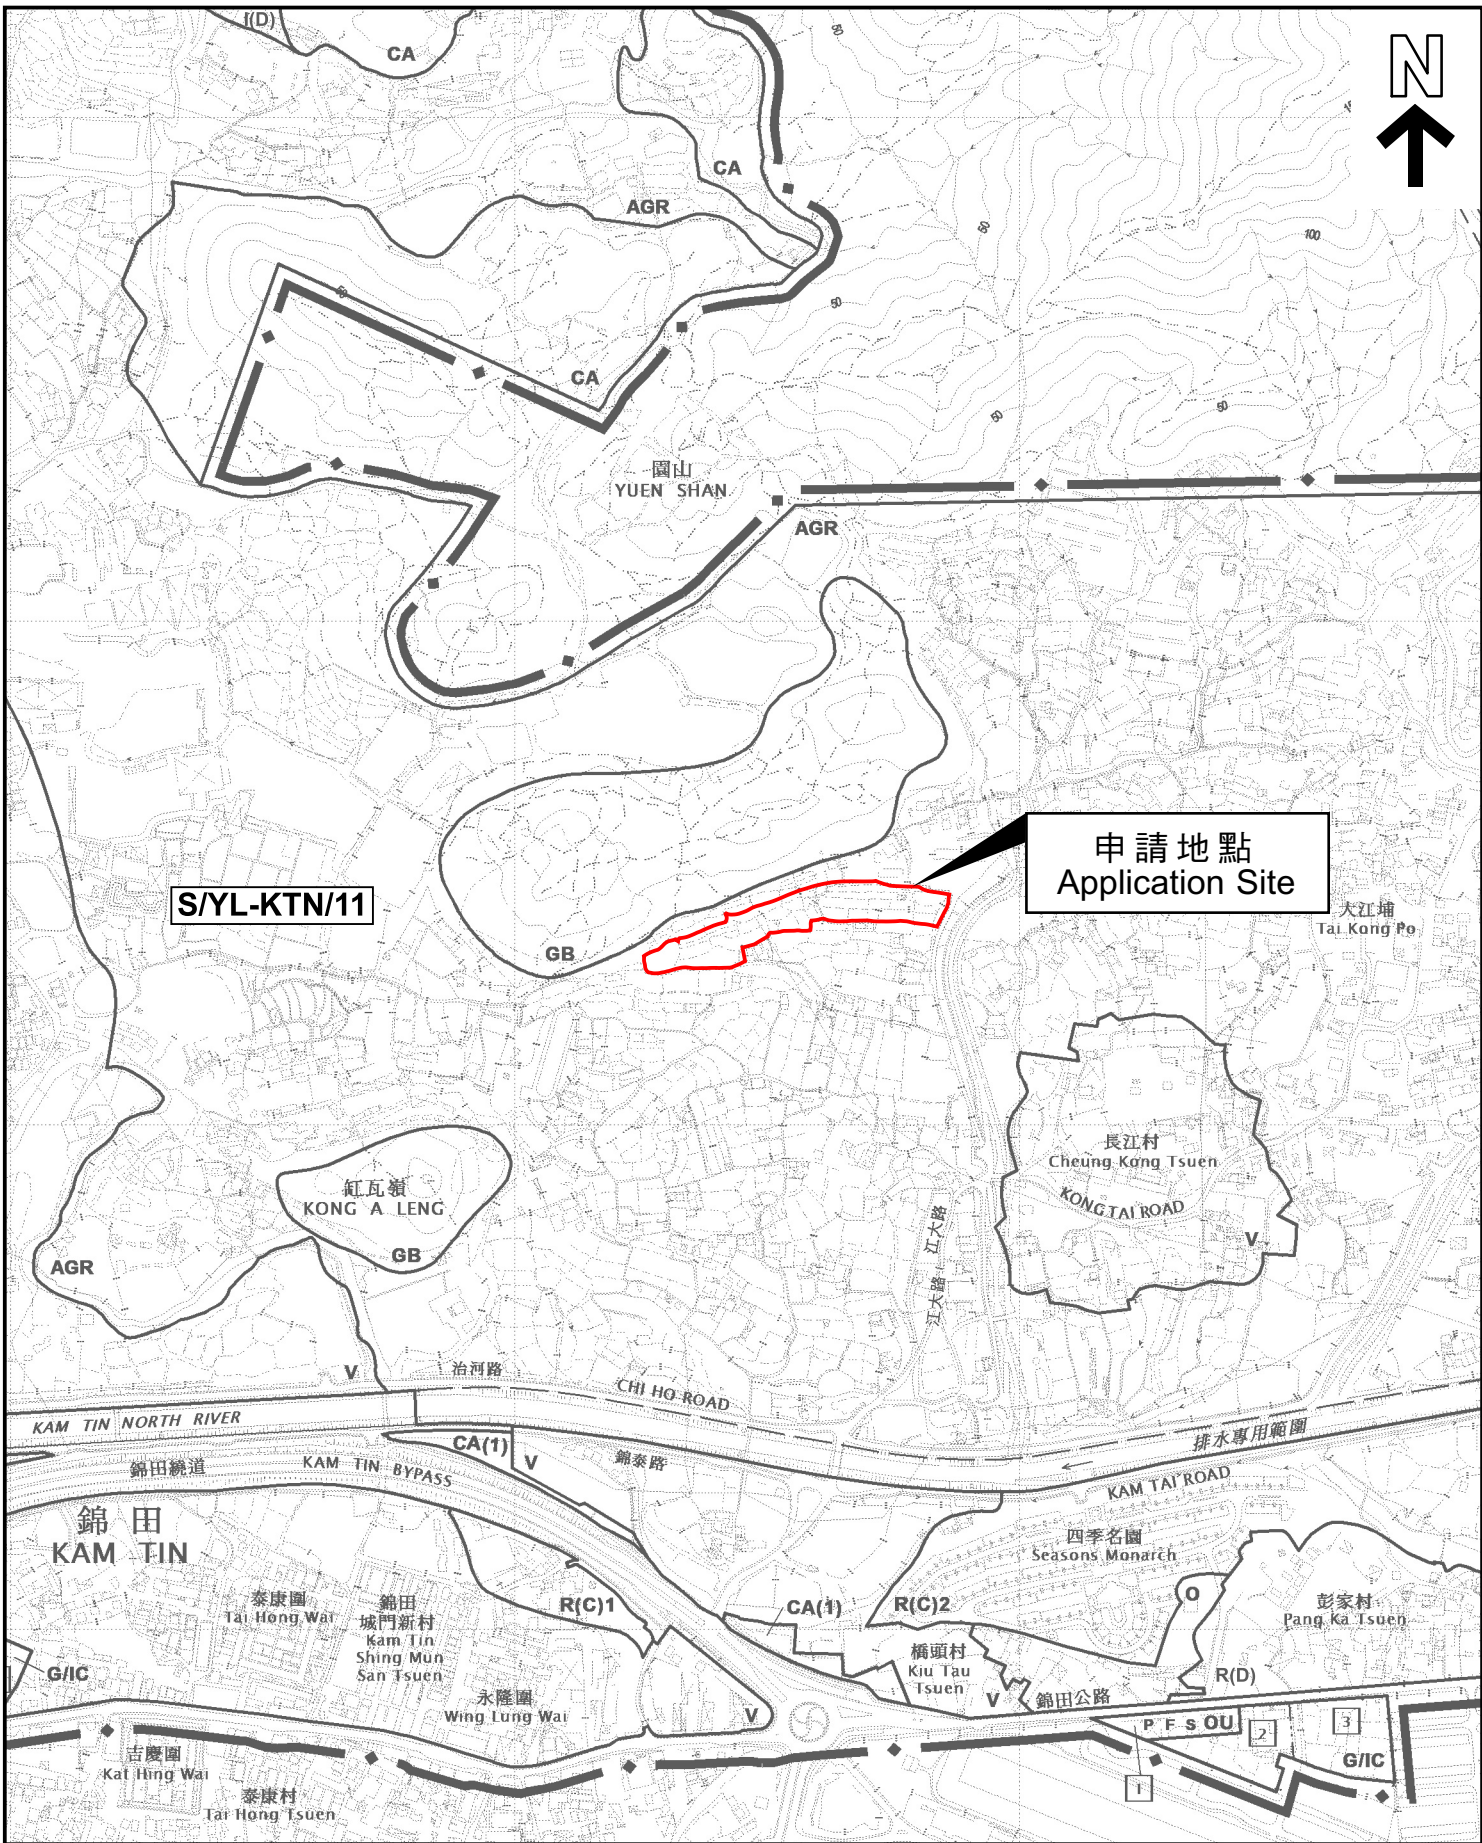 I(D)
CA
N
50
CA
AGR
50
100
50
50
CA
50
50
園山
YUEN SHAN
AGR
申請地點
Application Site
S/YL-KTN/11
大江埔
Tai Kong Po
GB
長江村
Cheung Kong Tsuen
KONG TAI ROAD
V
缸瓦嶺
KONG A LENG
GB
AGR
江大路
江大路
V
治河路
CHI HO ROAD
KAM TIN NORTH RIVER
排水專用範圍
CA(1)
V
錦泰路
錦田繞道
KAM TIN BYPASS
KAM TAI ROAD
錦田
KAM TIN
四季名園
Seasons Monarch
泰康圍
Tai Hong Wai
錦田
城門新村
Kam Tin
Shing Mun
San Tsuen
R(C)1
CA(1)
R(C)2
O
彭家村
Pang Ka Tsuen
橋頭村
Kiu Tau
Tsuen
G/IC
R(D)
永隆圍
Wing Lung Wai
V
V
錦田公路
P F S OU
2
3
G/IC
1
吉慶圍
Kat Hing Wai
泰康村
Tai Hong Tsuen